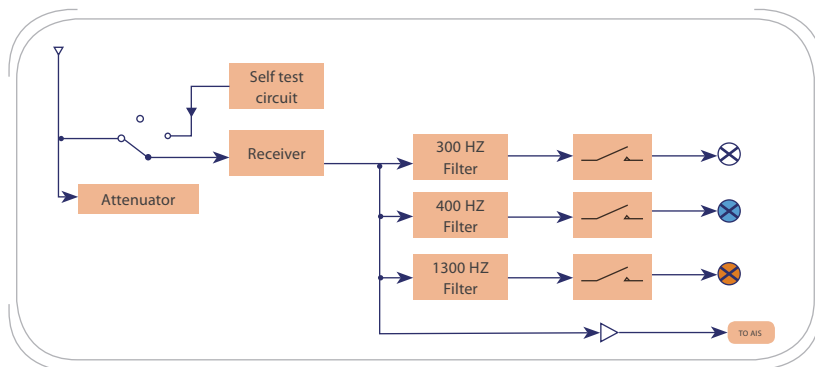 Self test
circuit
Receiver
Attenuator
300 HZ
Filter
400 HZ
Filter
1300 HZ
Filter
TO AIS